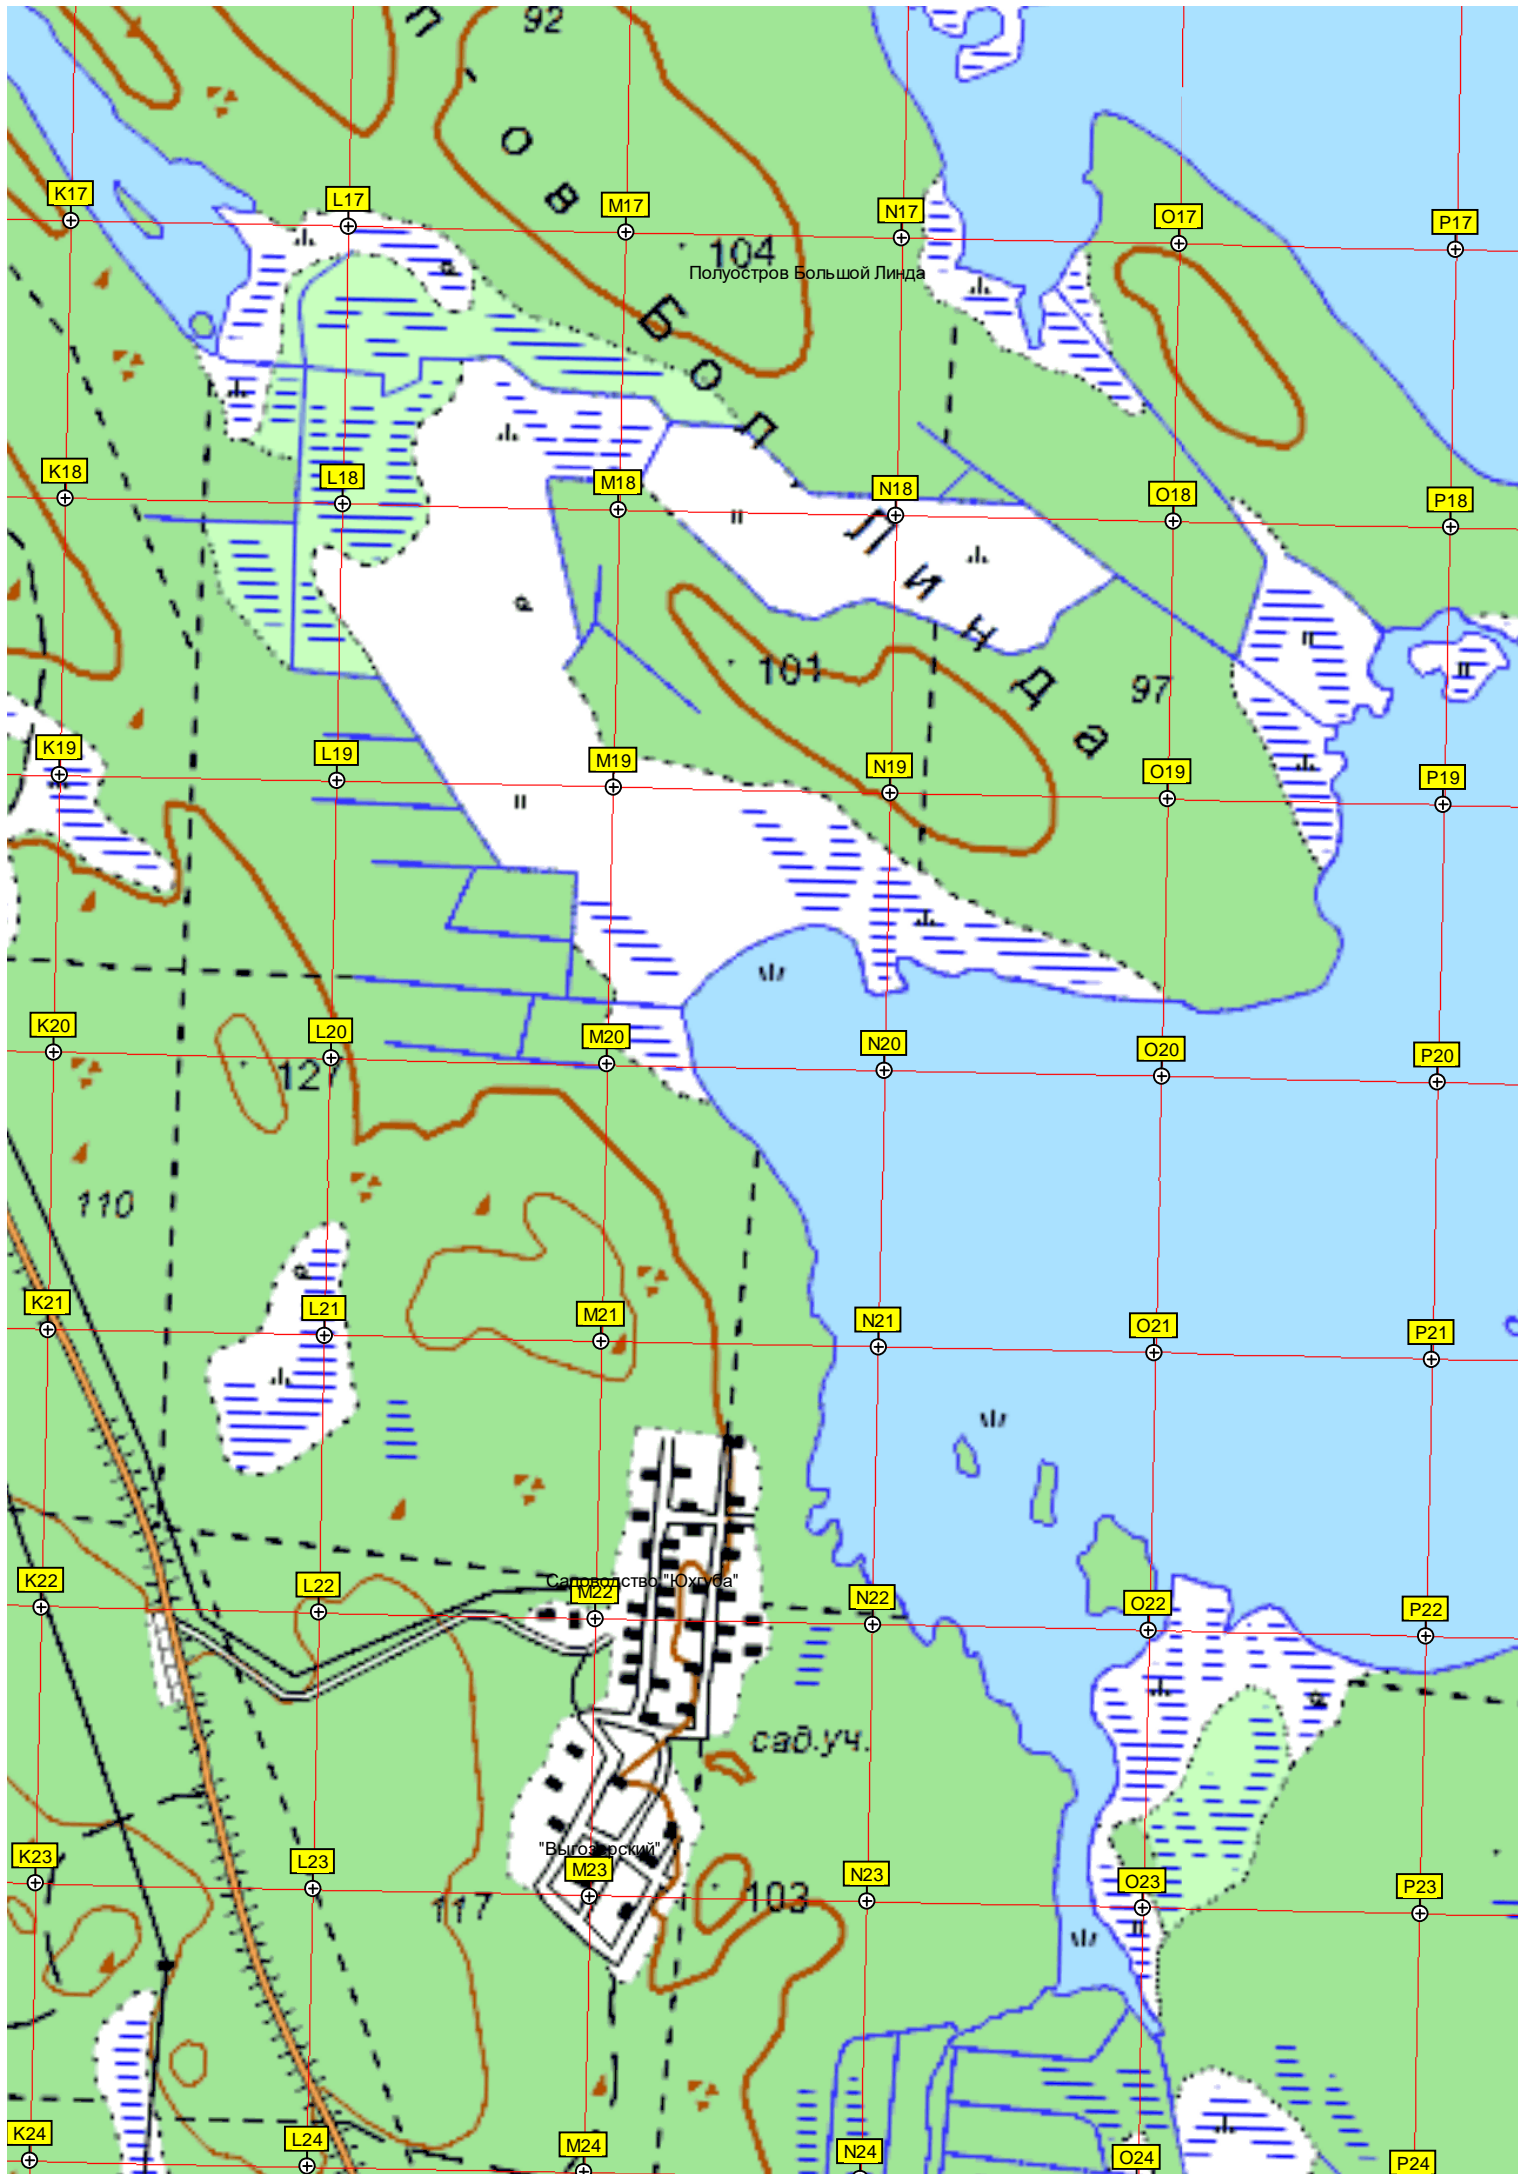 92
п
-
о
в
K17
L17
M17
N17
O17
P17
104
Полуостров Большой Линда
Б
о
л
K18
L18
M18
N18
O18
P18
Л
и
н
д
а
101
97
K19
L19
M19
N19
O19
P19
K20
L20
M20
N20
O20
P20
127
110
K21
L21
M21
N21
O21
P21
Садоводство "Юхгуба"
K22
L22
M22
N22
O22
P22
сад.уч.
"Выгозерский"
K23
L23
M23
N23
O23
P23
117
103
K24
L24
M24
N24
O24
P24